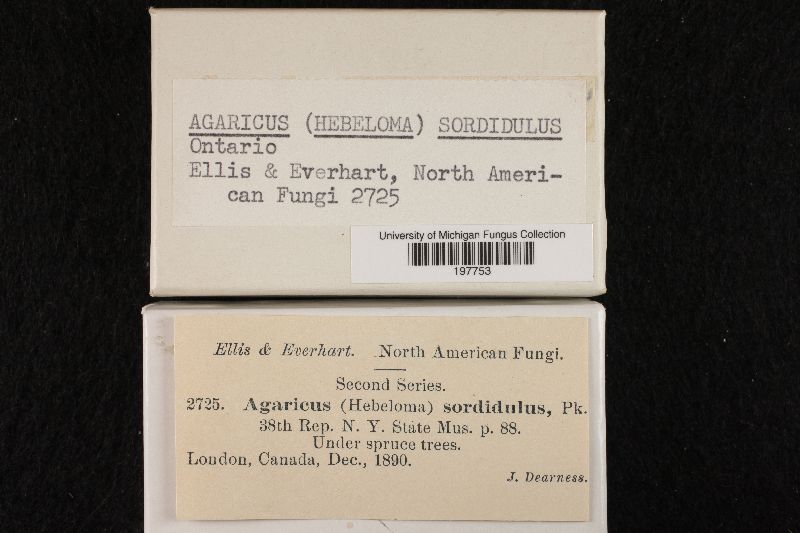 AGARICUS (HEBELOMA) SORDIDULUS
Ontario
Ellis & Everhart, North Ameri-
can Fungi 2725
University of Michigan Fungus Collection
197753
Ellis & Everhart. North American Fungi.
Second Series.
2725. Agaricus (Hebeloma) sordidulus, Pk.
38th Rep. N. Y. State Mus. p. 88.
Under spruce trees.
London, Canada, Dec., 1890.
J. Dearness.